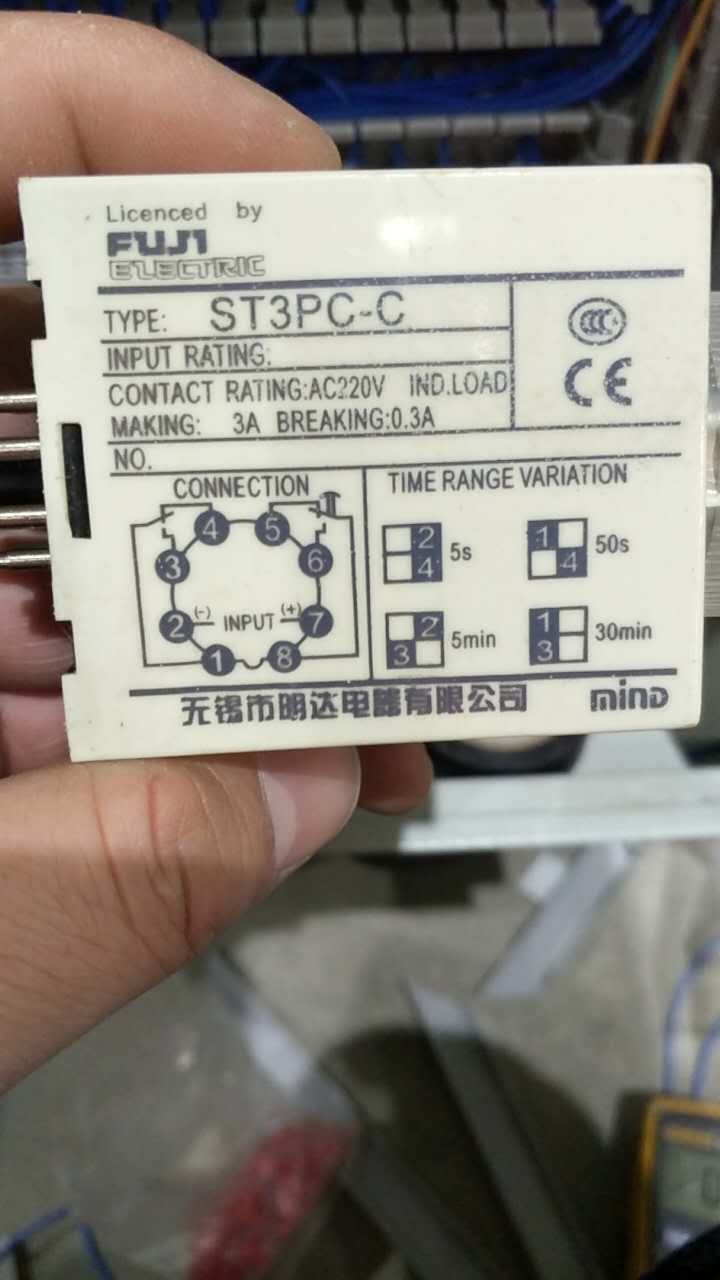 Licenced by
FUJI
ELECTRIC
TYPE: ST3PC-C
INPUT RATING:
CONTACT RATING:AC220V IND.LOAD
MAKING: 3A BREAKING:0.3A
CCC
CE
NO.
CONNECTION
4 5
3 6
2 (-) INPUT (+) 7
1 8
TIME RANGE VARIATION
2
4
5s
1
4
50s
2
3
5min
1
3
30min
无锡市明达电器有限公司
mind